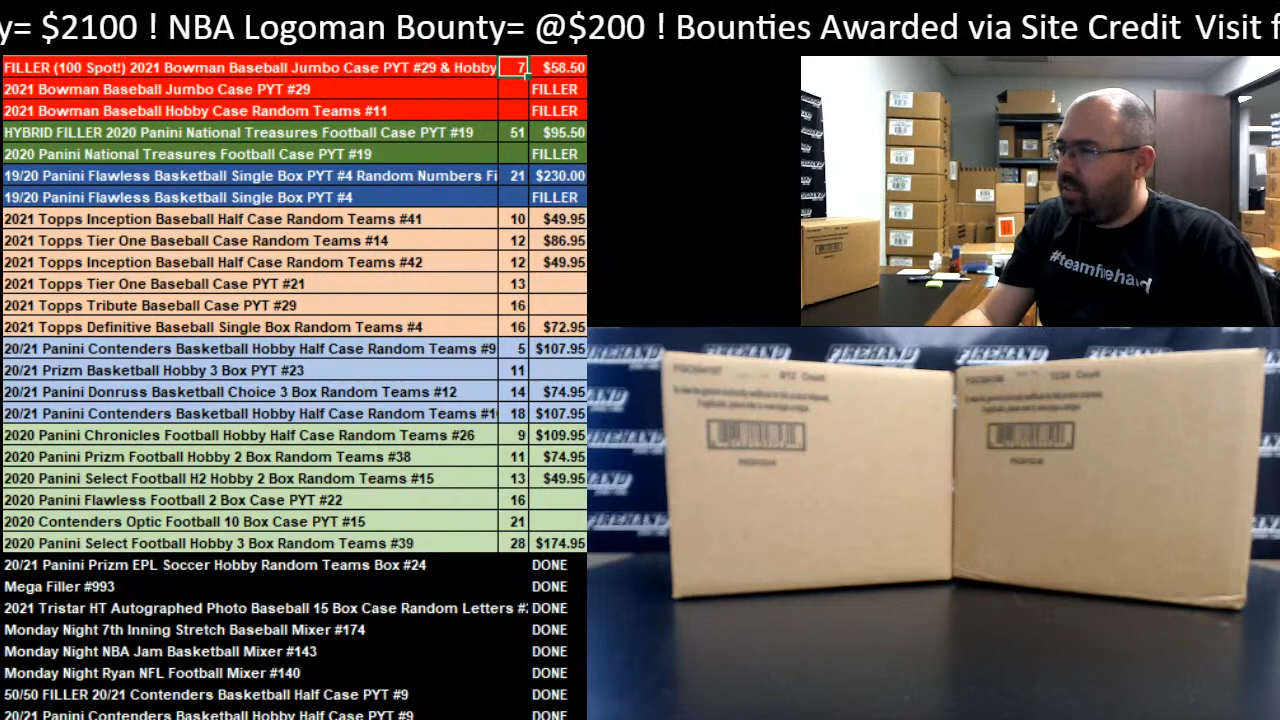 y= $2100 ! NBA Logoman Bounty= @$200 ! Bounties Awarded via Site Credit Visit f
FILLER (100 Spot!) 2021 Bowman Baseball Jumbo Case PYT #29 & Hobby 7 $58.50
2021 Bowman Baseball Jumbo Case PYT #29 FILLER
2021 Bowman Baseball Hobby Case Random Teams #11 FILLER
HYBRID FILLER 2020 Panini National Treasures Football Case PYT #19 51 $95.50
2020 Panini National Treasures Football Case PYT #19 FILLER
19/20 Panini Flawless Basketball Single Box PYT #4 Random Numbers Fi 21 $230.00
19/20 Panini Flawless Basketball Single Box PYT #4 FILLER
2021 Topps Inception Baseball Half Case Random Teams #41 10 $49.95
2021 Topps Tier One Baseball Case Random Teams #14 12 $86.95
2021 Topps Inception Baseball Half Case Random Teams #42 12 $49.95
2021 Topps Tier One Baseball Case PYT #21 13
2021 Topps Tribute Baseball Case PYT #29 16
2021 Topps Definitive Baseball Single Box Random Teams #4 16 $72.95
20/21 Panini Contenders Basketball Hobby Half Case Random Teams #9 5 $107.95
20/21 Prizm Basketball Hobby 3 Box PYT #23 11
20/21 Panini Donruss Basketball Choice 3 Box Random Teams #12 14 $74.95
20/21 Panini Contenders Basketball Hobby Half Case Random Teams #1 18 $107.95
2020 Panini Chronicles Football Hobby Half Case Random Teams #26 9 $109.95
2020 Panini Prizm Football Hobby 2 Box Random Teams #38 11 $74.95
2020 Panini Select Football H2 Hobby 2 Box Random Teams #15 13 $49.95
2020 Panini Flawless Football 2 Box Case PYT #22 16
2020 Contenders Optic Football 10 Box Case PYT #15 21
2020 Panini Select Football Hobby 3 Box Random Teams #39 28 $174.95
20/21 Panini Prizm EPL Soccer Hobby Random Teams Box #24 DONE
Mega Filler #993 DONE
2021 Tristar HT Autographed Photo Baseball 15 Box Case Random Letters # DONE
Monday Night 7th Inning Stretch Baseball Mixer #174 DONE
Monday Night NBA Jam Basketball Mixer #143 DONE
Monday Night Ryan NFL Football Mixer #140 DONE
50/50 FILLER 20/21 Contenders Basketball Half Case PYT #9 DONE
20/21 Panini Contenders Basketball Hobby Half Case PYT #9 DONE
#teamfirehand
FIREHAND
FIREHAND
FIREHAND
Count
Count